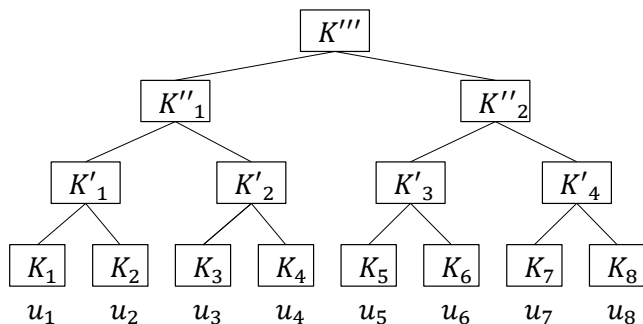 K′′′
K′′₁ K′′₂
K′₁ K′₂ K′₃ K′₄
K₁ K₂ K₃ K₄ K₅ K₆ K₇ K₈
u₁ u₂ u₃ u₄ u₅ u₆ u₇ u₈